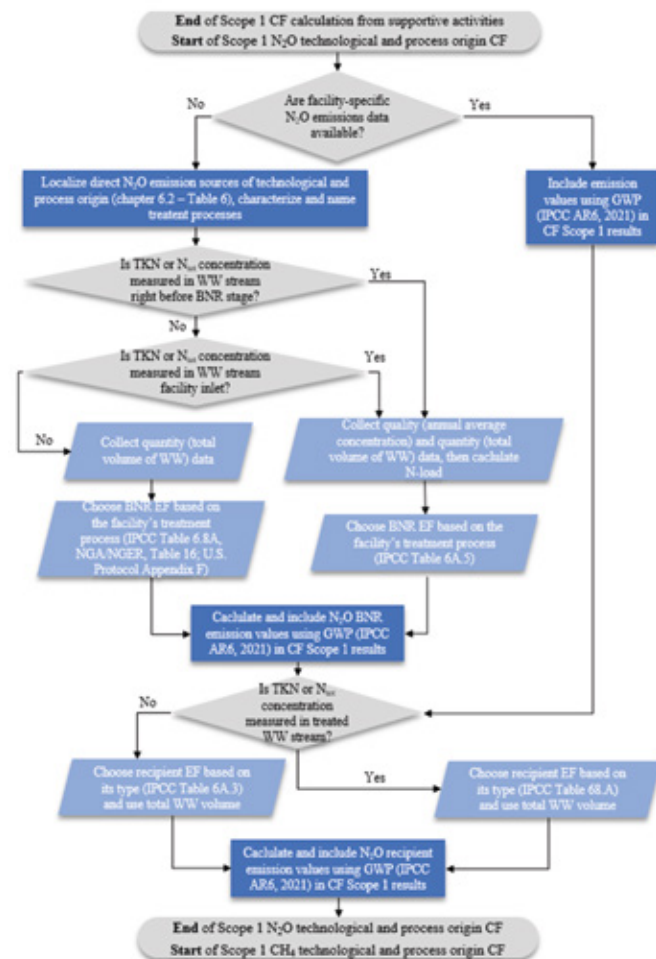 End of Scope 1 CF calculation from supportive activities
Start of Scope 1 N₂O technological and process origin CF
Are facility-specific
N₂O emissions data
available?
No
Yes
Localize direct N₂O emission sources of technological and
process origin (chapter 6.2 – Table 6), characterize and name
treatent processes
Include emission
values using GWP
(IPCC AR6, 2021) in
CF Scope 1 results
Is TKN or Ntot concentration
measured in WW stream
right before BNR stage?
Yes
No
Is TKN or Ntot concentration
measured in WW stream
facility inlet?
Yes
No
Collect quantity (total
volume of WW) data
Collect quality (annual average
concentration) and quantity (total
volume of WW) data, then caclulate
N-load
Choose BNR EF based on
the facility's treatment
process (IPCC Table 6.8A,
NGA/NGER, Table 16; U.S.
Protocol Appendix F)
Choose BNR EF based on the
facility's treatment process
(IPCC Table 6A.5)
Caclulate and include N₂O BNR
emission values using GWP (IPCC
AR6, 2021) in CF Scope 1 results
Is TKN or Ntot
concentration
measured in treated
WW stream?
No
Yes
Choose recipient EF based on
its type (IPCC Table 6A.3)
and use total WW volume
Choose recipient EF based on
its type (IPCC Table 68.A)
and use total WW volume
Caclulate and include N₂O recipient
emission values using GWP (IPCC
AR6, 2021) in CF Scope 1 results
End of Scope 1 N₂O technological and process origin CF
Start of Scope 1 CH₄ technological and process origin CF